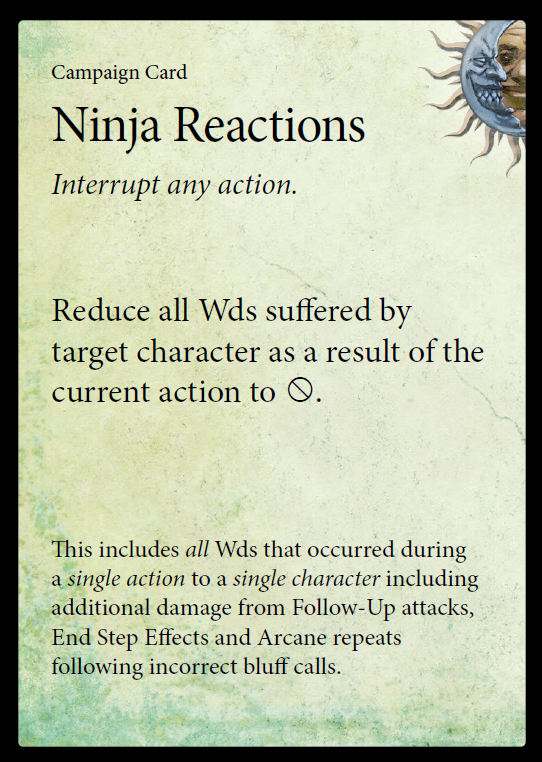 Campaign Card
Ninja Reactions
Interrupt any action.
Reduce all Wds suffered by
target character as a result of the
current action to ⃠.
This includes all Wds that occurred during
a single action to a single character including
additional damage from Follow-Up attacks,
End Step Effects and Arcane repeats
following incorrect bluff calls.